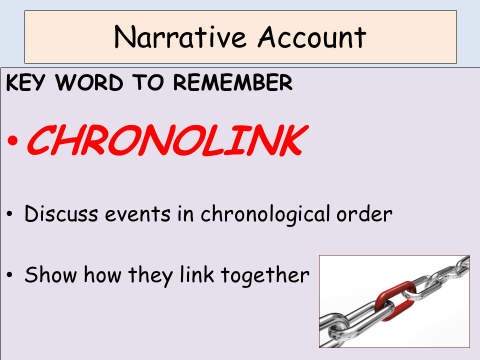 Narrative Account
KEY WORD TO REMEMBER
• CHRONOLINK
• Discuss events in chronological order
• Show how they link together